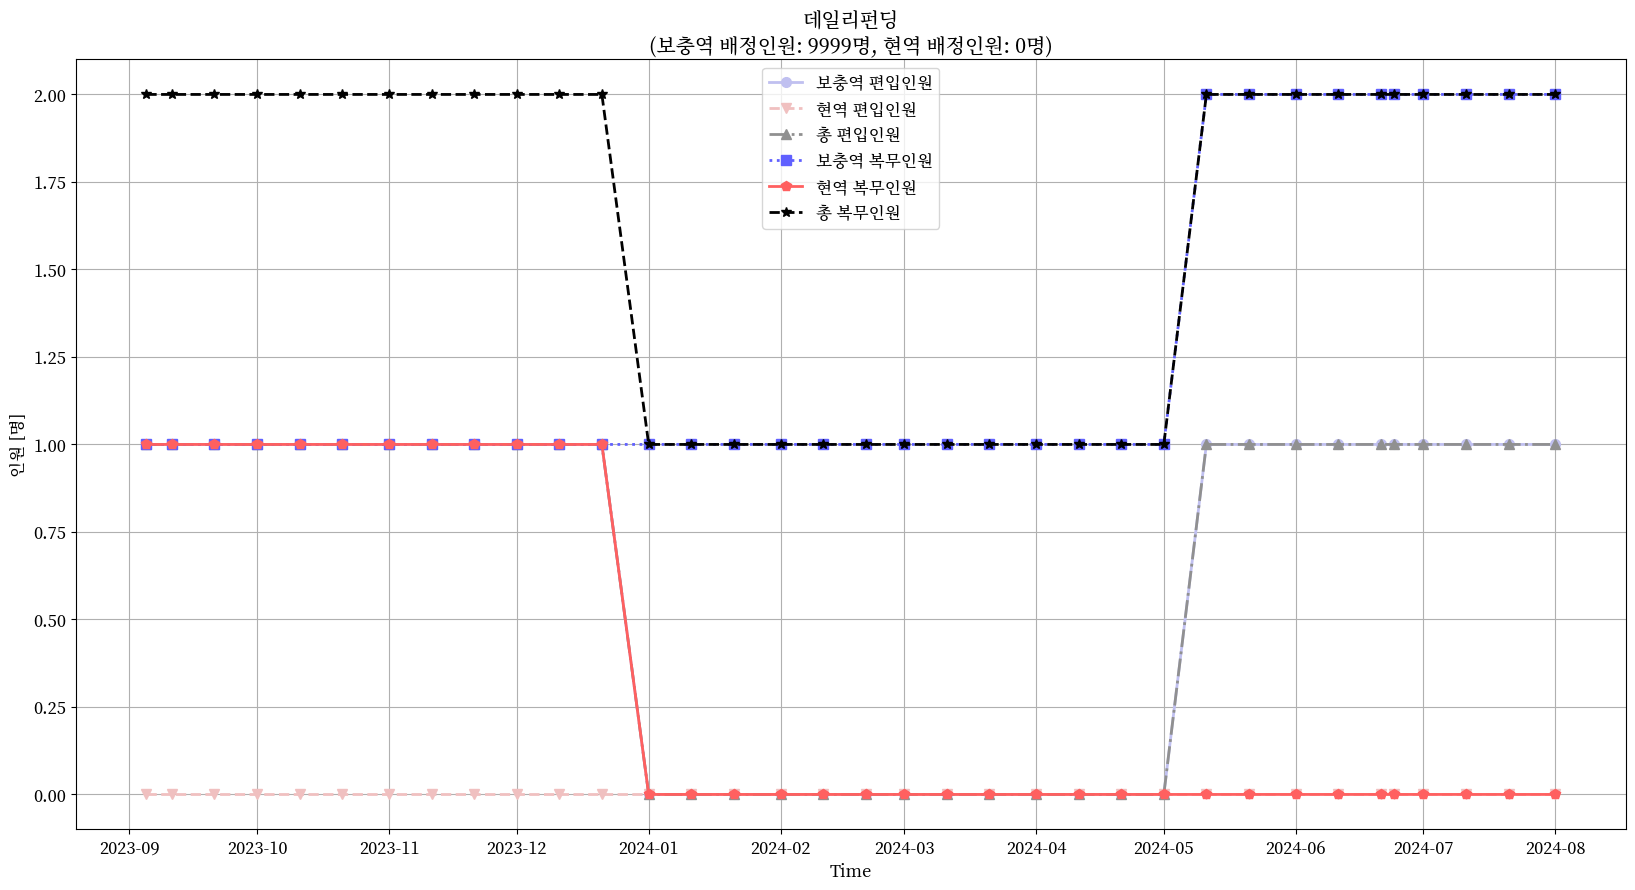 데일리펀딩
(보충역 배정인원: 9999명, 현역 배정인원: 0명)
보충역 편입인원
현역 편입인원
총 편입인원
보충역 복무인원
현역 복무인원
총 복무인원
인원 [명]
2.00
1.75
1.50
1.25
1.00
0.75
0.50
0.25
0.00
2023-09
2023-10
2023-11
2023-12
2024-01
2024-02
2024-03
2024-04
2024-05
2024-06
2024-07
2024-08
Time